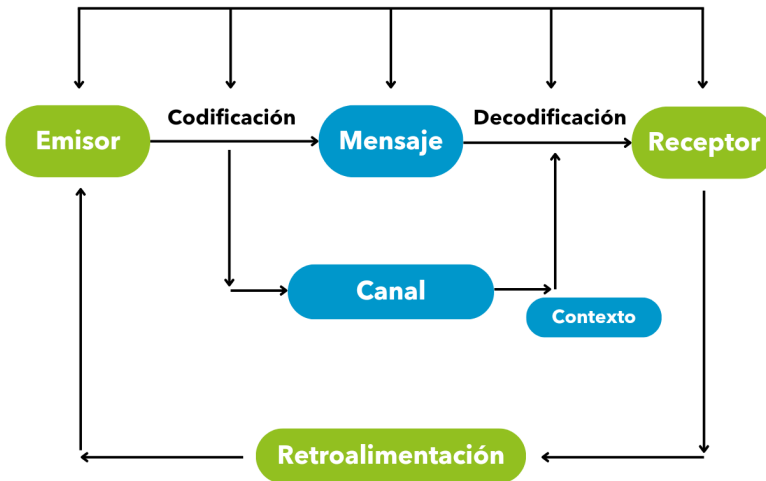 Codificación
Decodificación
Emisor
Mensaje
Receptor
Canal
Contexto
Retroalimentación